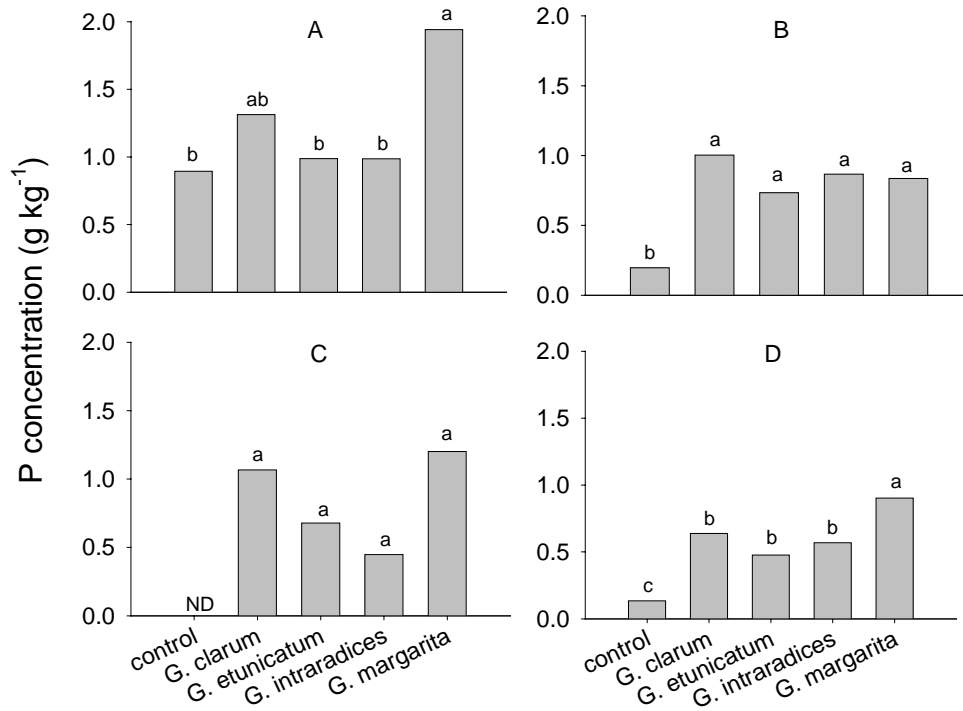 P concentration (g kg-1)
A
2.0
1.5
1.0
0.5
0.0
b
ab
b
b
a
B
2.0
1.5
1.0
0.5
0.0
b
a
a
a
a
C
2.0
1.5
1.0
0.5
0.0
ND
a
a
a
a
control
G. clarum
G. etunicatum
G. intraradices
G. margarita
D
2.0
1.5
1.0
0.5
0.0
c
b
b
b
a
control
G. clarum
G. etunicatum
G. intraradices
G. margarita